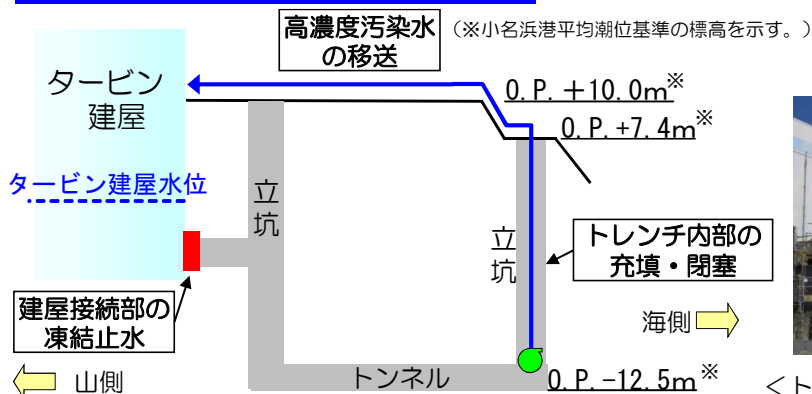 高濃度汚染水
の移送
（※小名浜港平均潮位基準の標高を示す。）
タービン
建屋
O.P.＋10.0m※
O.P.+7.4m※
タービン建屋水位
立坑
立坑
トレンチ内部の
充填・閉塞
建屋接続部の
凍結止水
海側
山側
トンネル
O.P.-12.5m※
＜ト